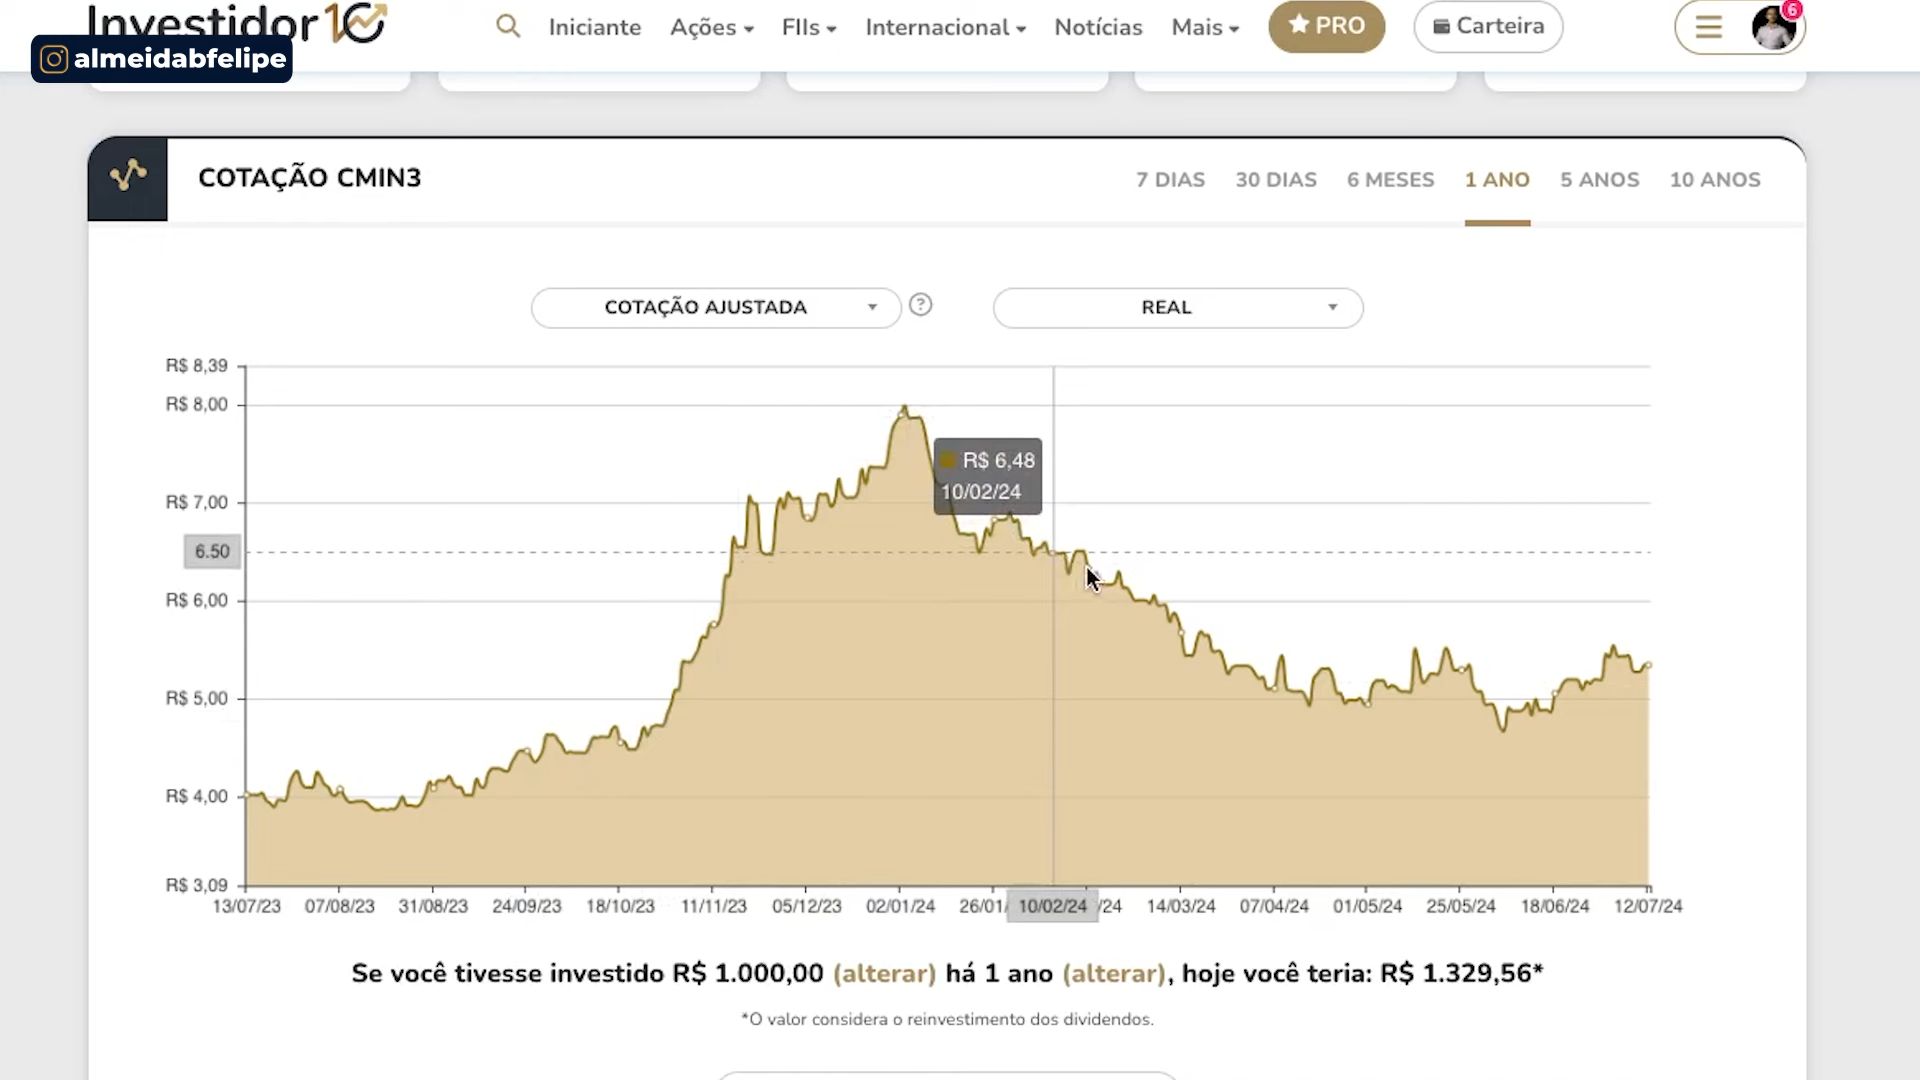 Investidor 10
almeidabfelipe
Iniciante Ações FIIs Internacional Notícias Mais PRO Carteira 6
COTAÇÃO CMIN3
7 DIAS 30 DIAS 6 MESES 1 ANO 5 ANOS 10 ANOS
COTAÇÃO AJUSTADA ? REAL
R$ 8,39
R$ 8,00
R$ 6,48
10/02/24
R$ 7,00
6.50
R$ 6,00
R$ 5,00
R$ 4,00
R$ 3,09
13/07/23 07/08/23 31/08/23 24/09/23 18/10/23 11/11/23 05/12/23 02/01/24 26/01/ 10/02/24 /24 14/03/24 07/04/24 01/05/24 25/05/24 18/06/24 12/07/24
Se você tivesse investido R$ 1.000,00 (alterar) há 1 ano (alterar), hoje você teria: R$ 1.329,56*
*O valor considera o reinvestimento dos dividendos.